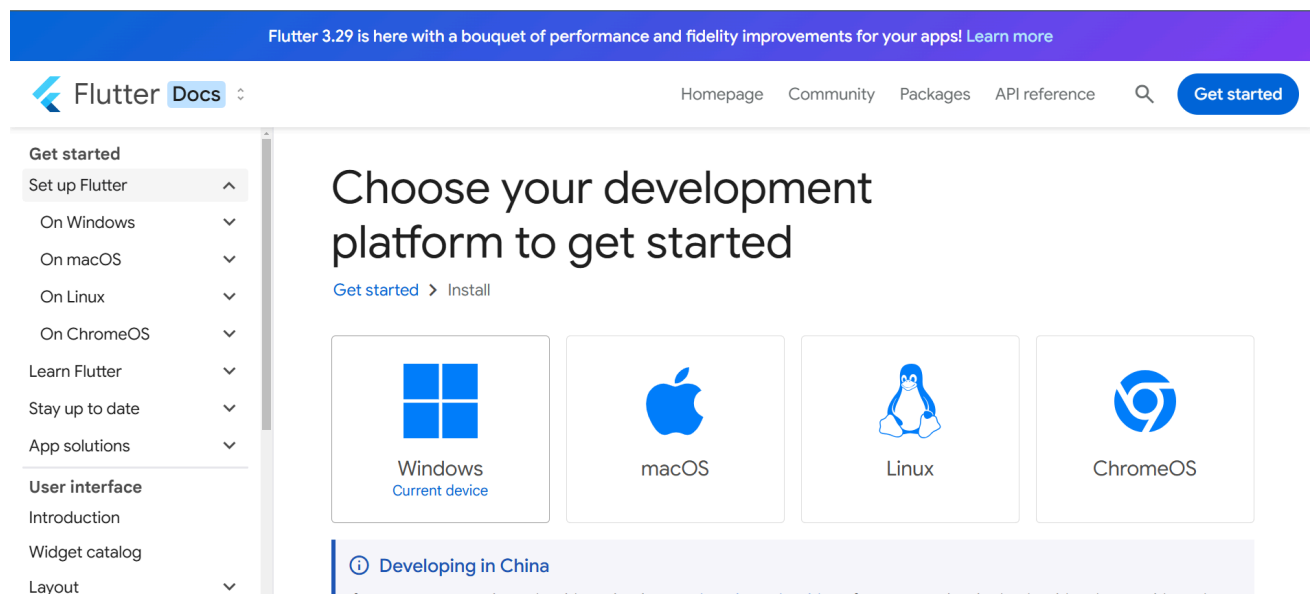 Flutter 3.29 is here with a bouquet of performance and fidelity improvements for your apps! Learn more
Flutter Docs
Homepage
Community
Packages
API reference
Get started
Get started
Set up Flutter
On Windows
On macOS
On Linux
On ChromeOS
Learn Flutter
Stay up to date
App solutions
User interface
Introduction
Widget catalog
Layout
Choose your development
platform to get started
Get started > Install
Windows
Current device
macOS
Linux
ChromeOS
Developing in China